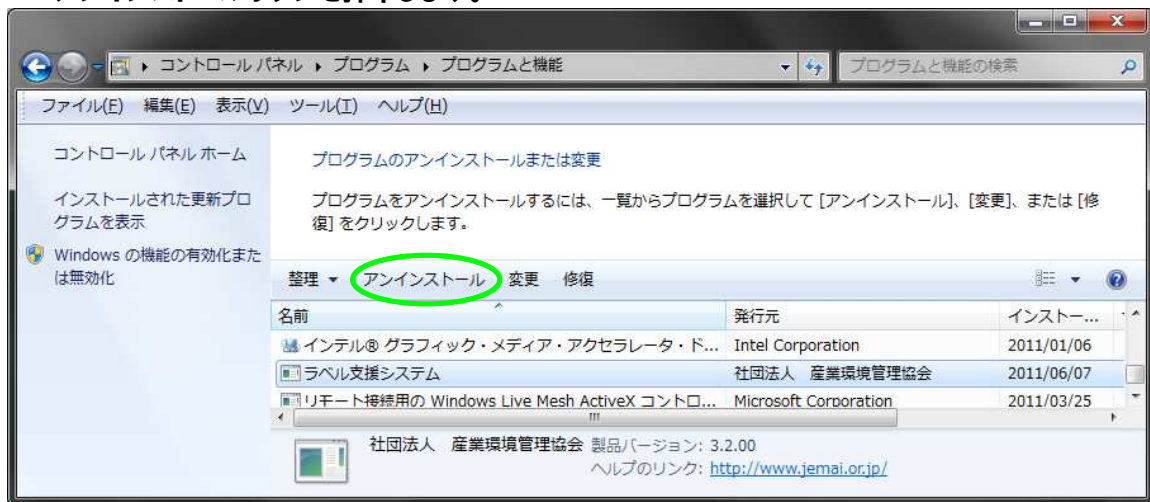 コントロール パネル ▸ プログラム ▸ プログラムと機能
プログラムと機能の検索
ファイル(F) 編集(E) 表示(V) ツール(T) ヘルプ(H)
コントロール パネル ホーム
インストールされた更新プロ
グラムを表示
Windows の機能の有効化また
は無効化
プログラムのアンインストールまたは変更
プログラムをアンインストールするには、一覧からプログラムを選択して [アンインストール]、[変更]、または [修
復] をクリックします。
整理 アンインストール 変更 修復
名前 発行元 インストー...
インテル® グラフィック・メディア・アクセラレータ・ド... Intel Corporation 2011/01/06
ラベル支援システム 社団法人 産業環境管理協会 2011/06/07
リモート接続用の Windows Live Mesh ActiveX コントロ... Microsoft Corporation 2011/03/25
社団法人 産業環境管理協会 製品バージョン: 3.2.00
ヘルプのリンク: http://www.jemai.or.jp/